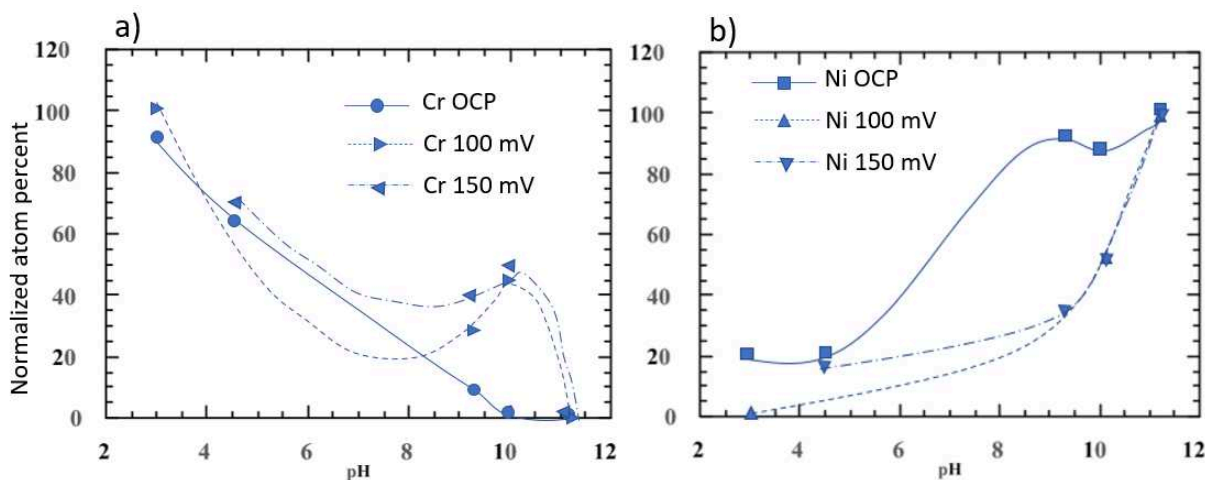 a)
120
100
80
60
40
20
0
Normalized atom percent
Cr OCP
Cr 100 mV
Cr 150 mV
2 4 6 8 10 12
pH
b)
120
100
80
60
40
20
0
Ni OCP
Ni 100 mV
Ni 150 mV
2 4 6 8 10 12
pH